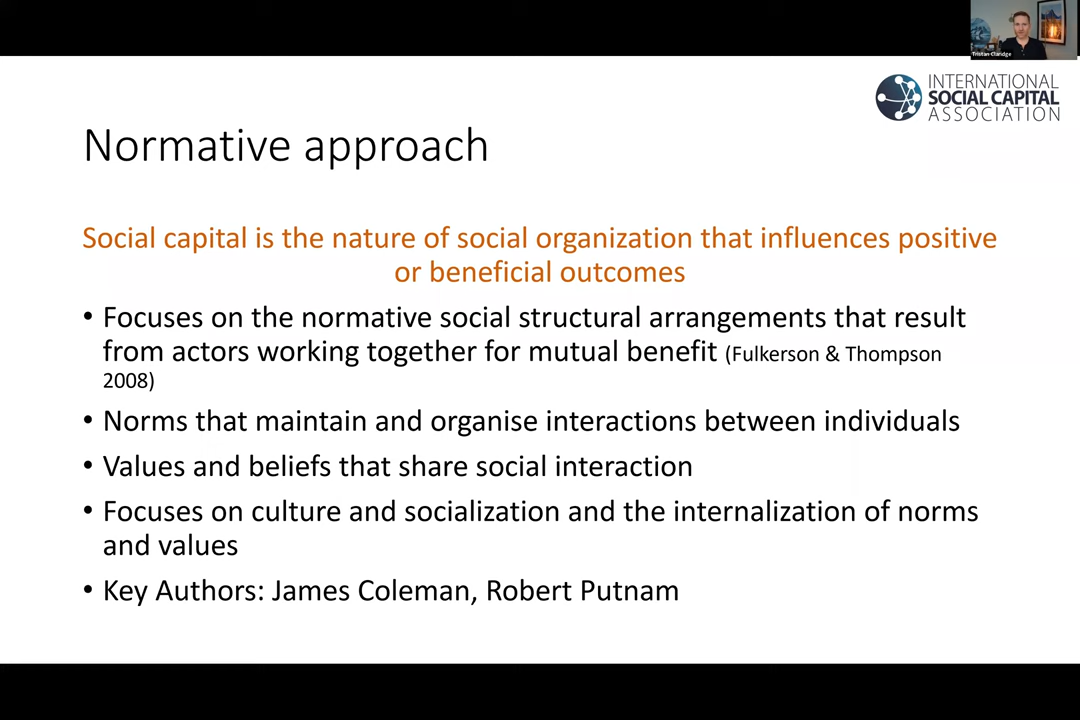 Tristan Claridge
INTERNATIONAL
SOCIAL CAPITAL
ASSOCIATION
Normative approach
Social capital is the nature of social organization that influences positive
or beneficial outcomes
• Focuses on the normative social structural arrangements that result
from actors working together for mutual benefit (Fulkerson & Thompson
2008)
• Norms that maintain and organise interactions between individuals
• Values and beliefs that share social interaction
• Focuses on culture and socialization and the internalization of norms
and values
• Key Authors: James Coleman, Robert Putnam